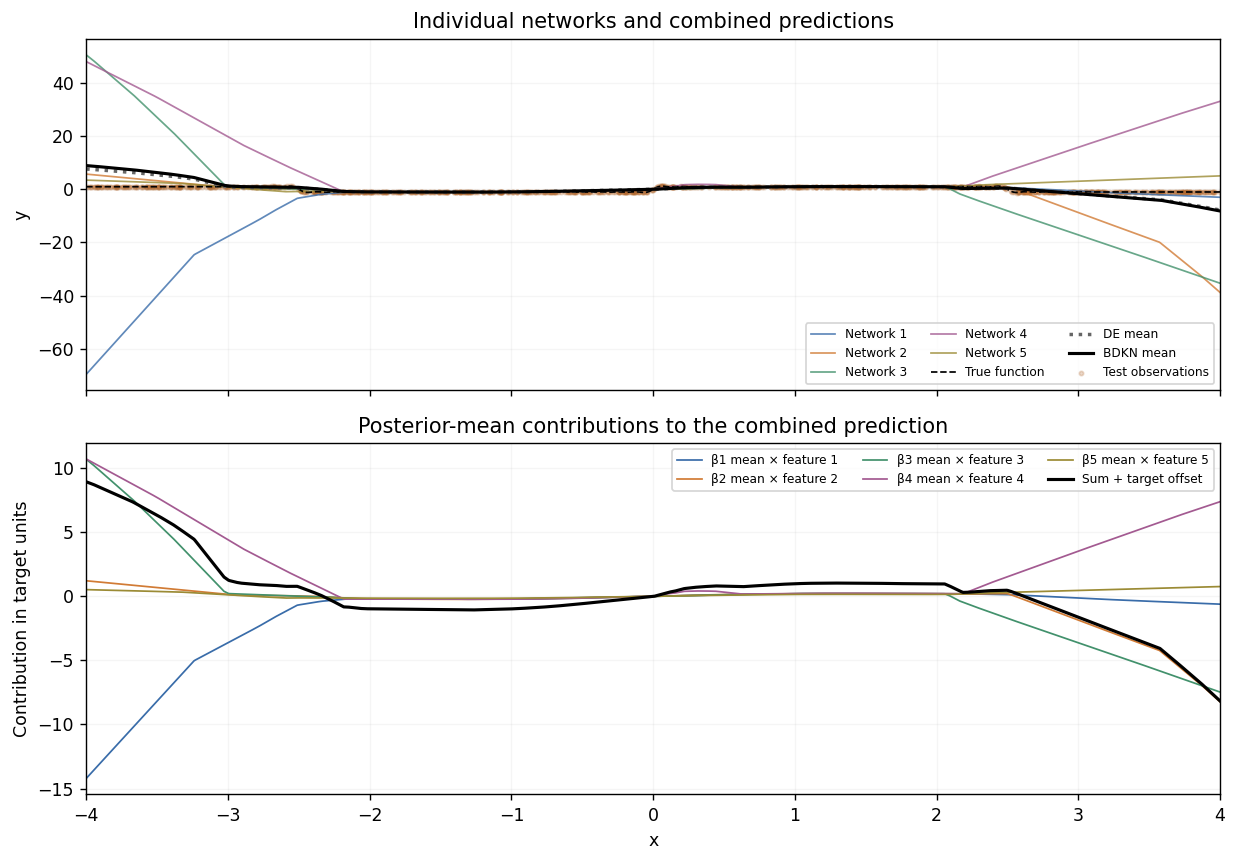 Individual networks and combined predictions
40
20
0
−20
−40
−60
y
Network 1
Network 2
Network 3
Network 4
Network 5
True function
DE mean
BDKN mean
Test observations
Posterior-mean contributions to the combined prediction
10
5
0
−5
−10
−15
Contribution in target units
β1 mean × feature 1
β2 mean × feature 2
β3 mean × feature 3
β4 mean × feature 4
β5 mean × feature 5
Sum + target offset
−4 −3 −2 −1 0 1 2 3 4
x